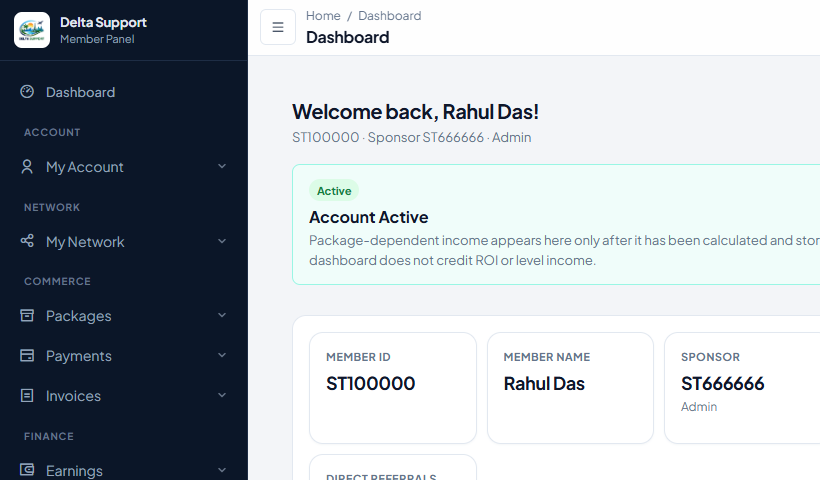 Delta Support
Member Panel
Dashboard
ACCOUNT
My Account
NETWORK
My Network
COMMERCE
Packages
Payments
Invoices
FINANCE
Earnings
Home / Dashboard
Dashboard
Welcome back, Rahul Das!
ST100000 · Sponsor ST666666 · Admin
Active
Account Active
Package-dependent income appears here only after it has been calculated and stor
dashboard does not credit ROI or level income.
MEMBER ID
ST100000
MEMBER NAME
Rahul Das
SPONSOR
ST666666
Admin
DIRECT REFERRALS